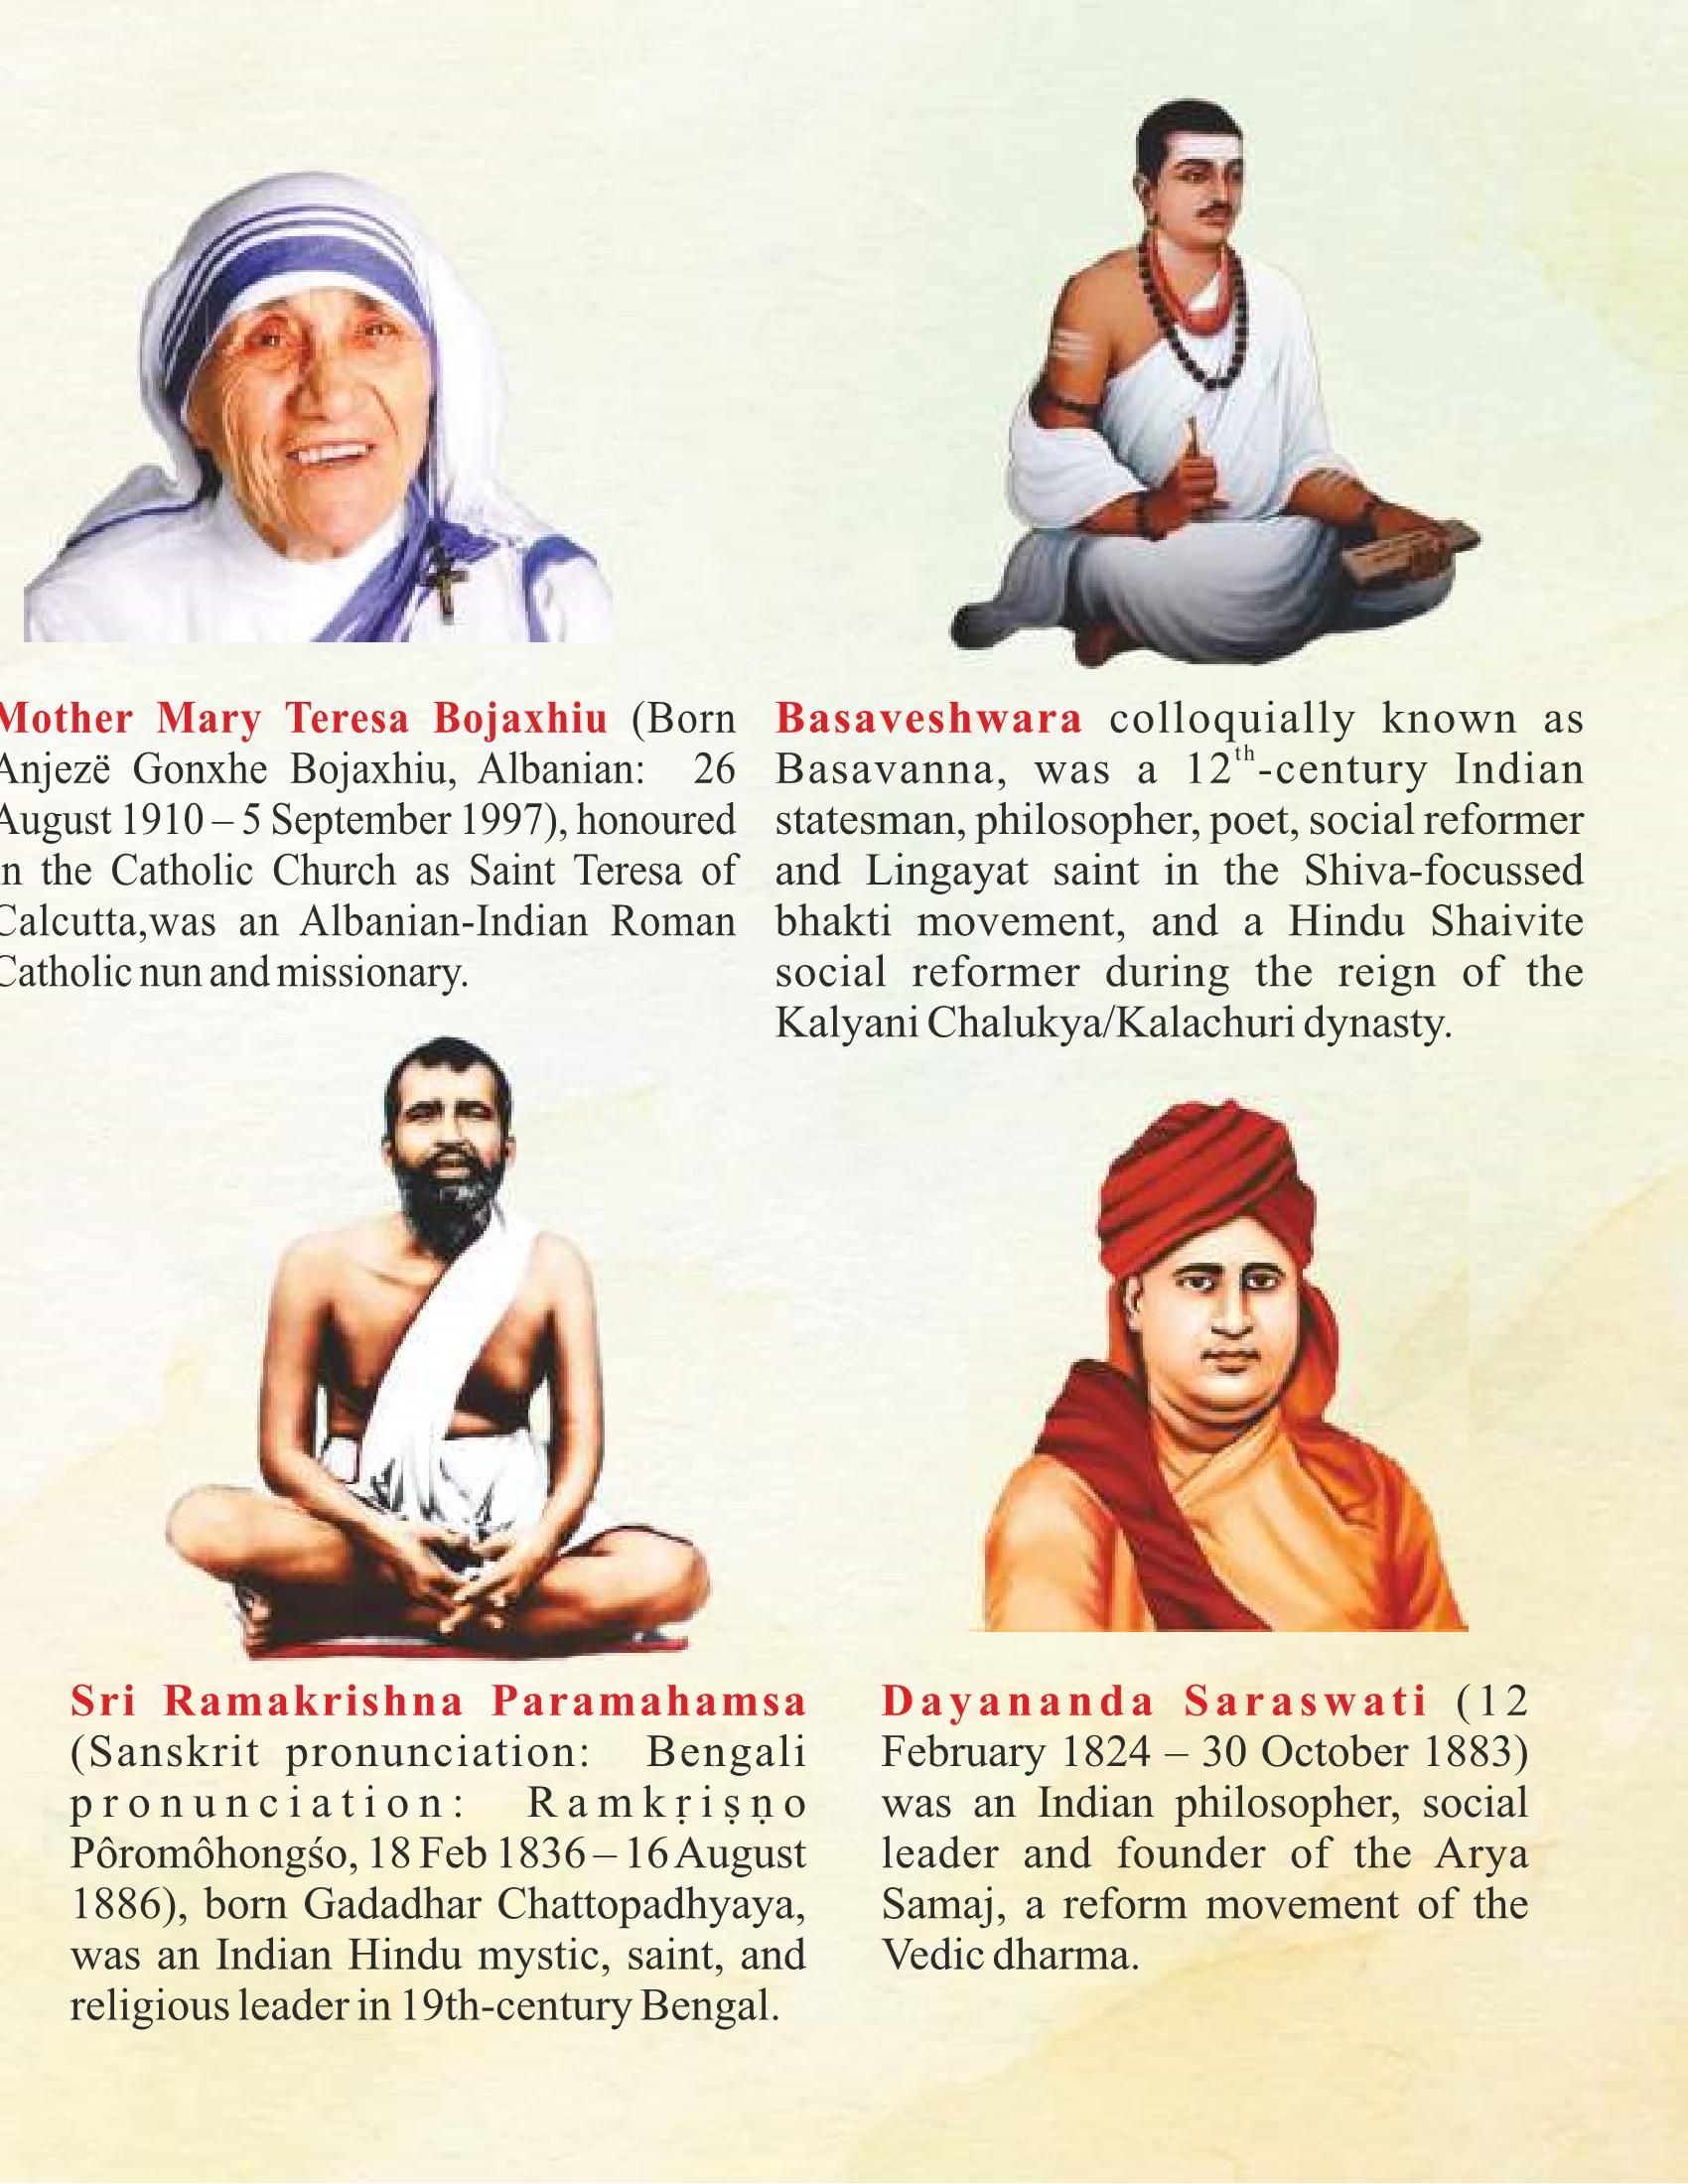 Mother Mary Teresa Bojaxhiu (Born
Anjezë Gonxhe Bojaxhiu, Albanian: 26
August 1910 – 5 September 1997), honoured
in the Catholic Church as Saint Teresa of
Calcutta,was an Albanian-Indian Roman
Catholic nun and missionary.
Basaveshwara colloquially known as
Basavanna, was a 12th-century Indian
statesman, philosopher, poet, social reformer
and Lingayat saint in the Shiva-focussed
bhakti movement, and a Hindu Shaivite
social reformer during the reign of the
Kalyani Chalukya/Kalachuri dynasty.
Sri Ramakrishna Paramahamsa
(Sanskrit pronunciation: Bengali
pronunciation: Ramkṛiṣṇo
Pôromôhongśo, 18 Feb 1836 – 16 August
1886), born Gadadhar Chattopadhyaya,
was an Indian Hindu mystic, saint, and
religious leader in 19th-century Bengal.
Dayananda Saraswati (12
February 1824 – 30 October 1883)
was an Indian philosopher, social
leader and founder of the Arya
Samaj, a reform movement of the
Vedic dharma.